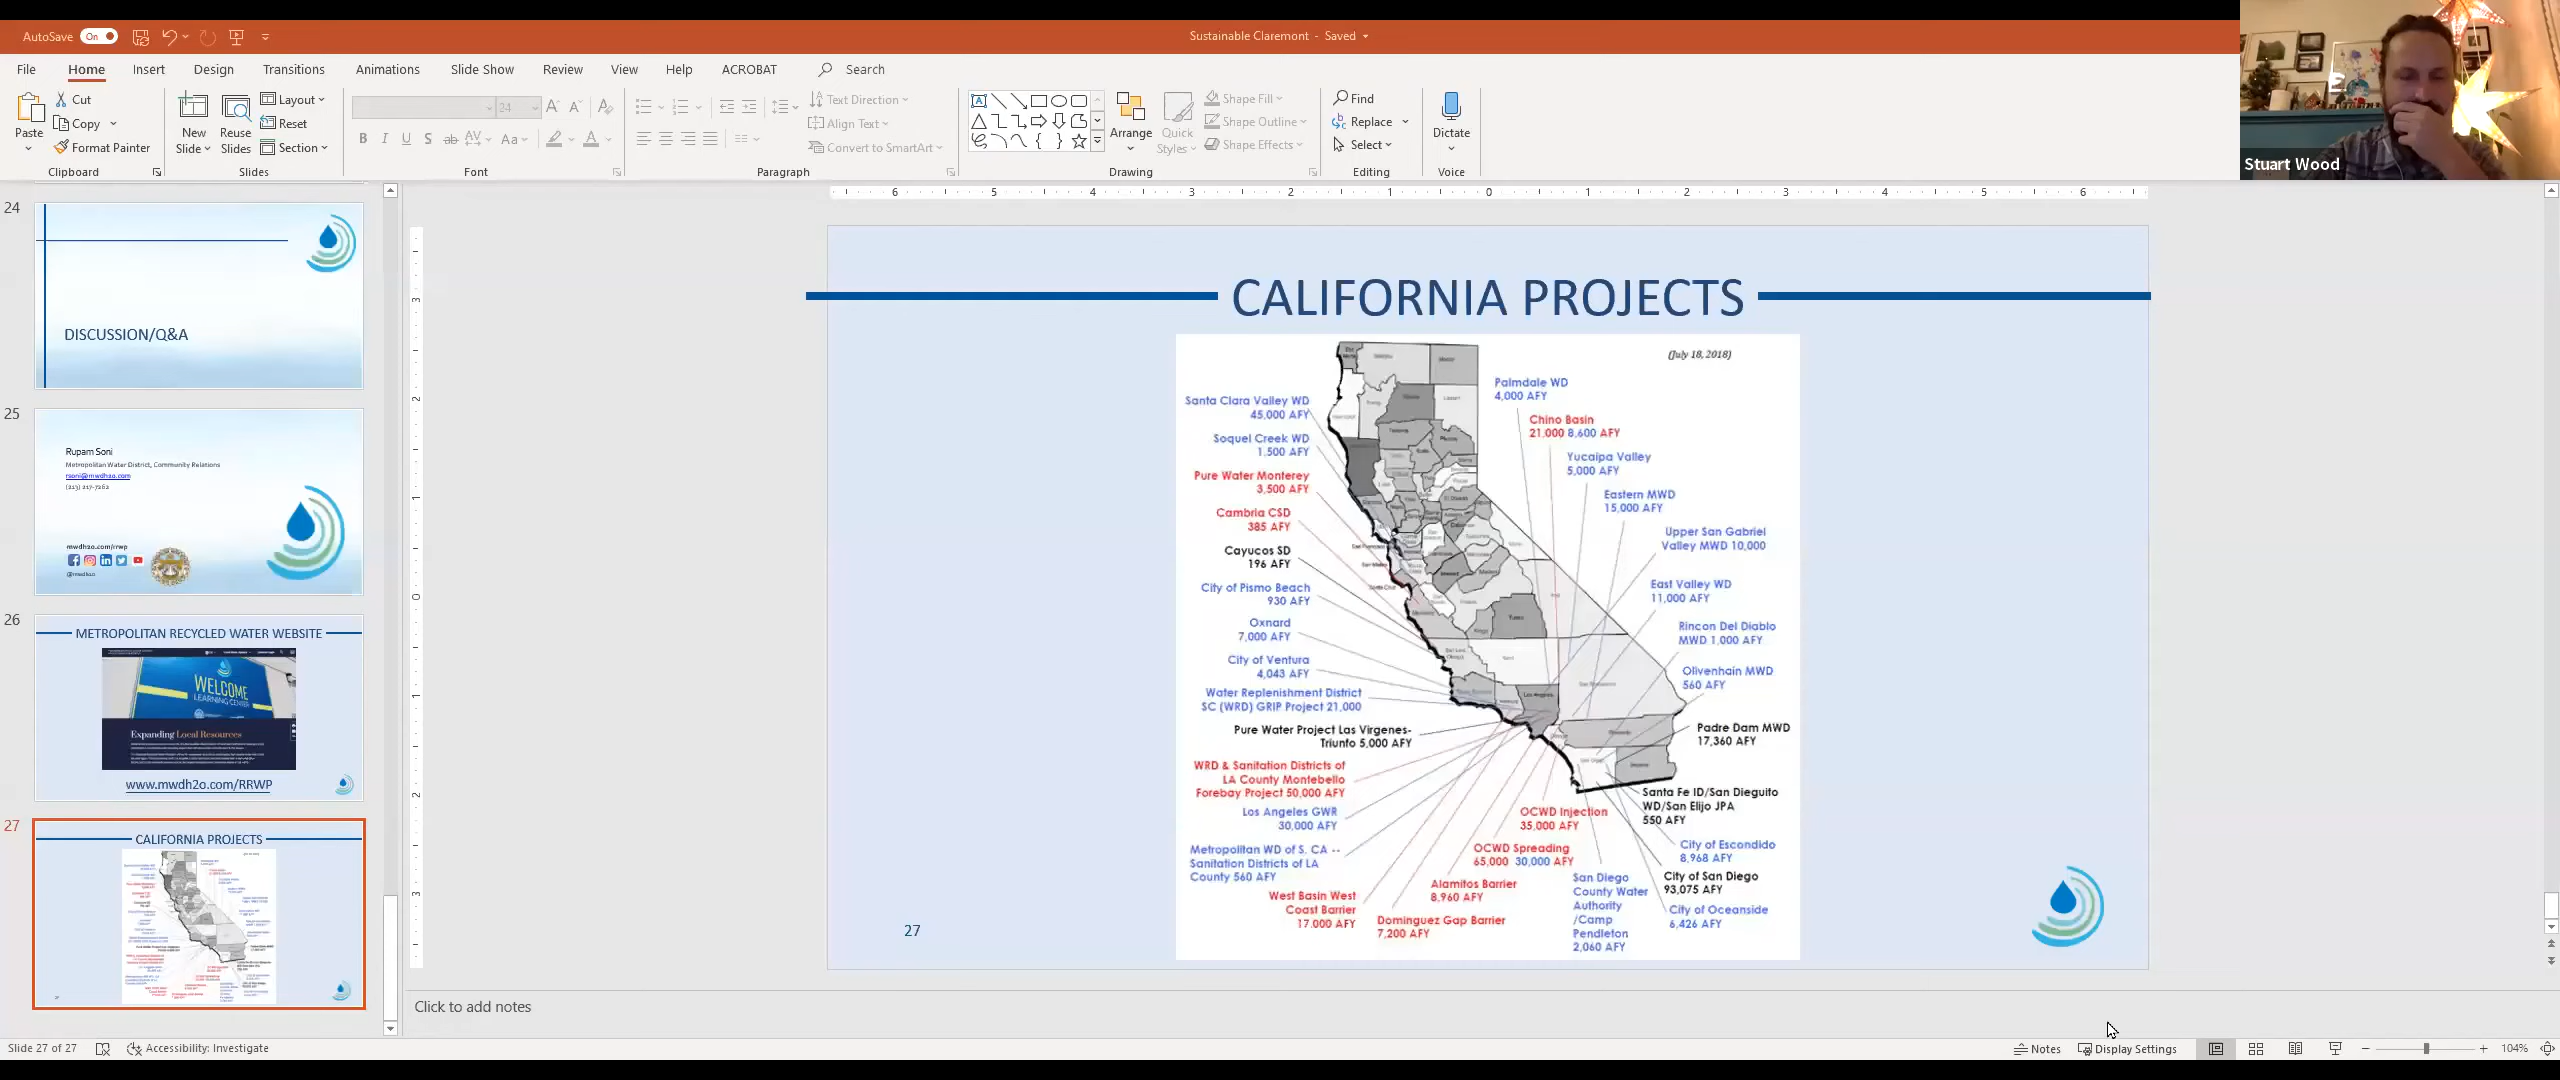 AutoSave On
Sustainable Claremont - Saved
File Home Insert Design Transitions Animations Slide Show Review View Help ACROBAT Search
Cut
Copy
Format Painter
Paste
Clipboard
New
Slide
Reuse
Slides
Layout
Reset
Section
Slides
24
Font
Text Direction
Align Text
Convert to SmartArt
Paragraph
Arrange
Quick
Styles
Shape Fill
Shape Outline
Shape Effects
Drawing
Find
Replace
Select
Editing
Dictate
Voice
Stuart Wood
24
DISCUSSION/Q&A
25
Rupam Soni
Metropolitan Water District, Community Relations
rsoni@mwdh2o.com
mwdh2o.com/rrwp
@mwdh2o
26
METROPOLITAN RECYCLED WATER WEBSITE
WELCOME
LEARNING CENTER
Expanding Local Resources
www.mwdh2o.com/RRWP
27
CALIFORNIA PROJECTS
CALIFORNIA PROJECTS
(July 18, 2018)
Santa Clara Valley WD
45,000 AFY
Soquel Creek WD
1,500 AFY
Pure Water Monterey
3,500 AFY
Cambria CSD
385 AFY
Cayucos SD
196 AFY
City of Pismo Beach
930 AFY
Oxnard
7,000 AFY
City of Ventura
4,043 AFY
Water Replenishment District
SC (WRD) GRIP Project 21,000
Pure Water Project Las Virgenes-
Triunfo 5,000 AFY
WRD & Sanitation Districts of
LA County Montebello
Forebay Project 50,000 AFY
Los Angeles GWR
30,000 AFY
Metropolitan WD of S. CA --
Sanitation Districts of LA
County 560 AFY
West Basin West
Coast Barrier
17,000 AFY
Dominguez Gap Barrier
7,200 AFY
Alamitos Barrier
8,960 AFY
OCWD Spreading
65,000 30,000 AFY
OCWD Injection
35,000 AFY
San Diego
County Water
Authority
/Camp
Pendleton
2,060 AFY
Palmdale WD
4,000 AFY
Chino Basin
21,000 8,600 AFY
Yucaipa Valley
5,000 AFY
Eastern MWD
15,000 AFY
Upper San Gabriel
Valley MWD 10,000
East Valley WD
11,000 AFY
Rincon Del Diablo
MWD 1,000 AFY
Olivenhain MWD
560 AFY
Padre Dam MWD
17,360 AFY
Santa Fe ID/San Dieguito
WD/San Elijo JPA
550 AFY
City of Escondido
8,968 AFY
City of San Diego
93,075 AFY
City of Oceanside
6,426 AFY
27
Click to add notes
Slide 27 of 27
Accessibility: Investigate
Notes
Display Settings
104%